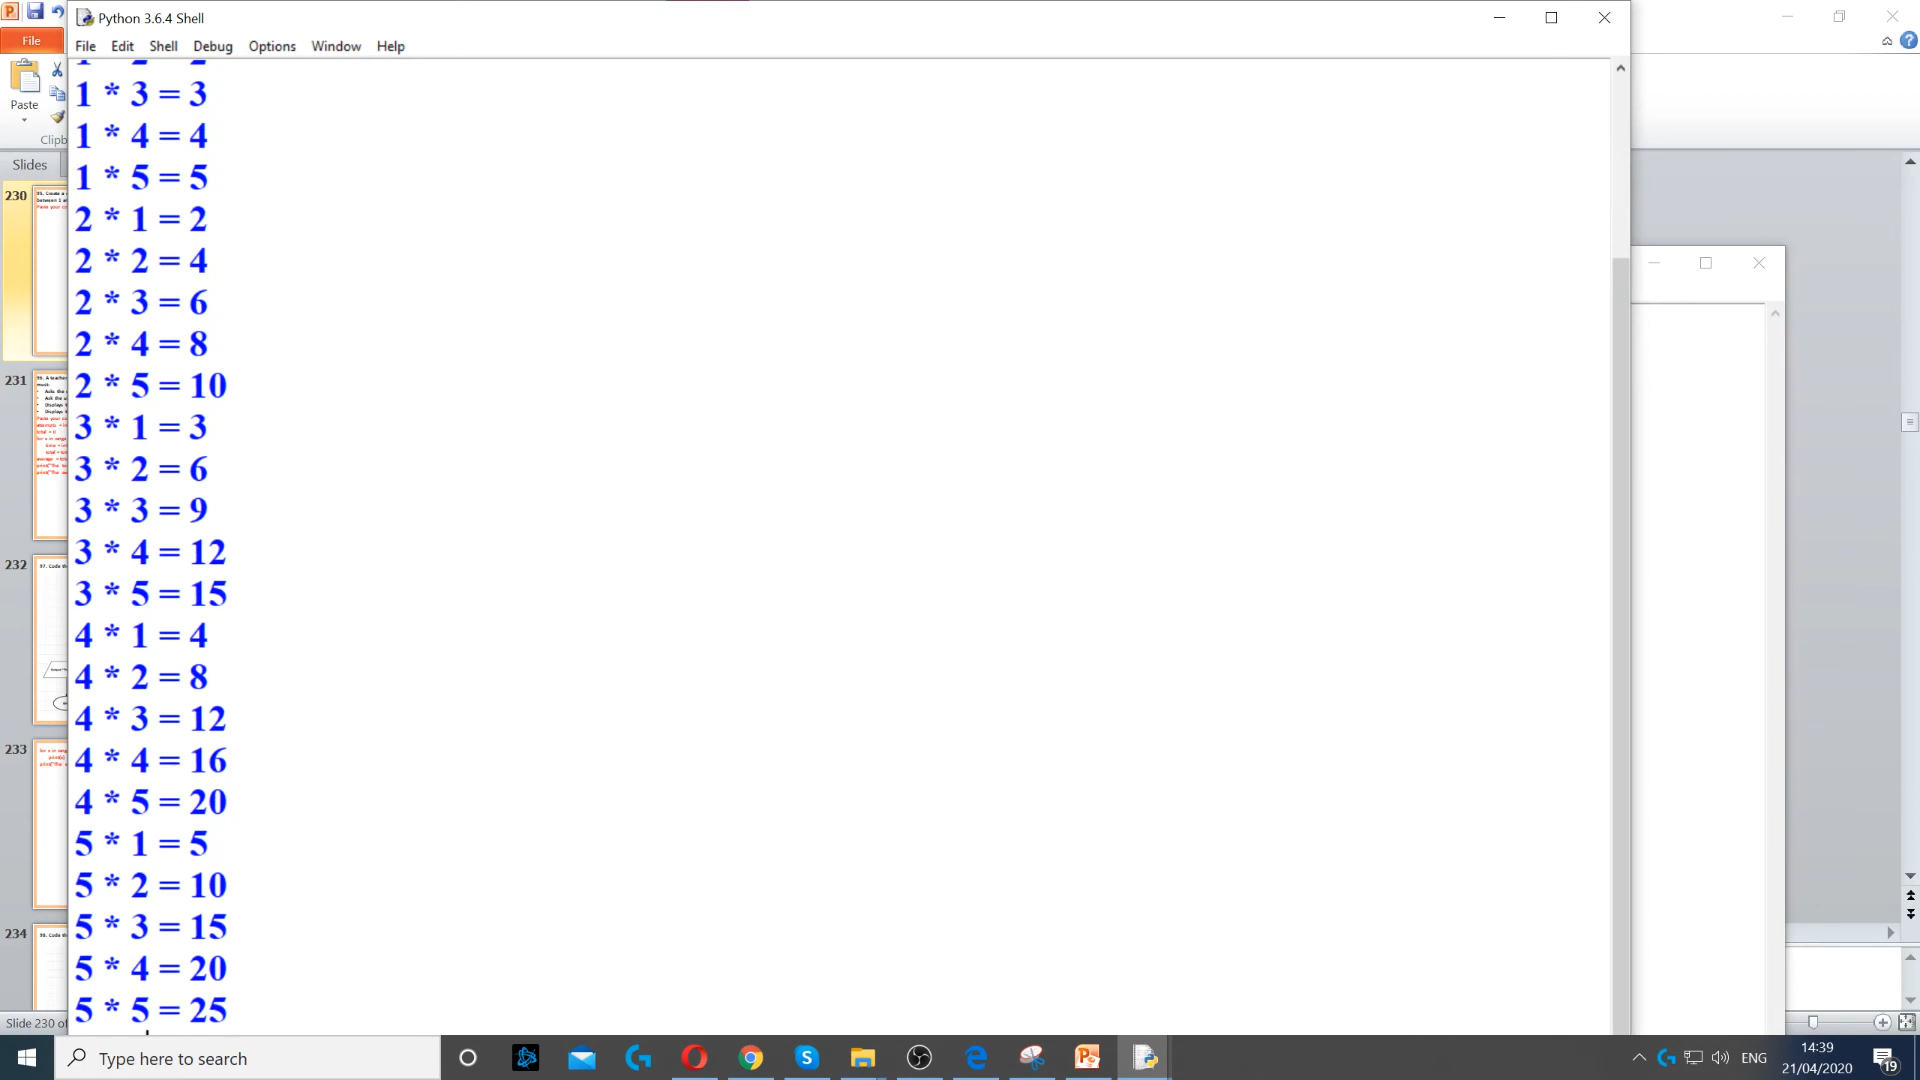 Python 3.6.4 Shell
File Edit Shell Debug Options Window Help
File
Paste
Clipb
Slides
1 * 2 = 2
1 * 3 = 3
1 * 4 = 4
1 * 5 = 5
2 * 1 = 2
2 * 2 = 4
2 * 3 = 6
2 * 4 = 8
2 * 5 = 10
3 * 1 = 3
3 * 2 = 6
3 * 3 = 9
3 * 4 = 12
3 * 5 = 15
4 * 1 = 4
4 * 2 = 8
4 * 3 = 12
4 * 4 = 16
4 * 5 = 20
5 * 1 = 5
5 * 2 = 10
5 * 3 = 15
5 * 4 = 20
5 * 5 = 25
230
231
232
233
234
Slide 230 of
Type here to search
ENG
14:39
21/04/2020
19